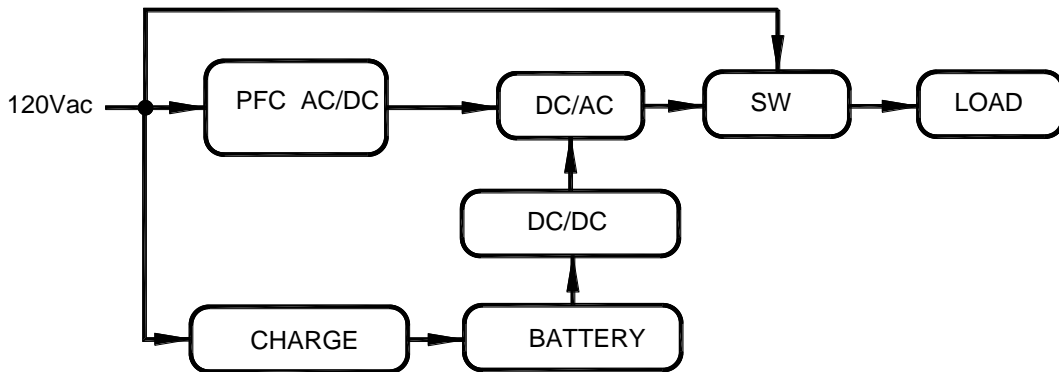 120Vac
PFC AC/DC
DC/AC
SW
LOAD
DC/DC
CHARGE
BATTERY